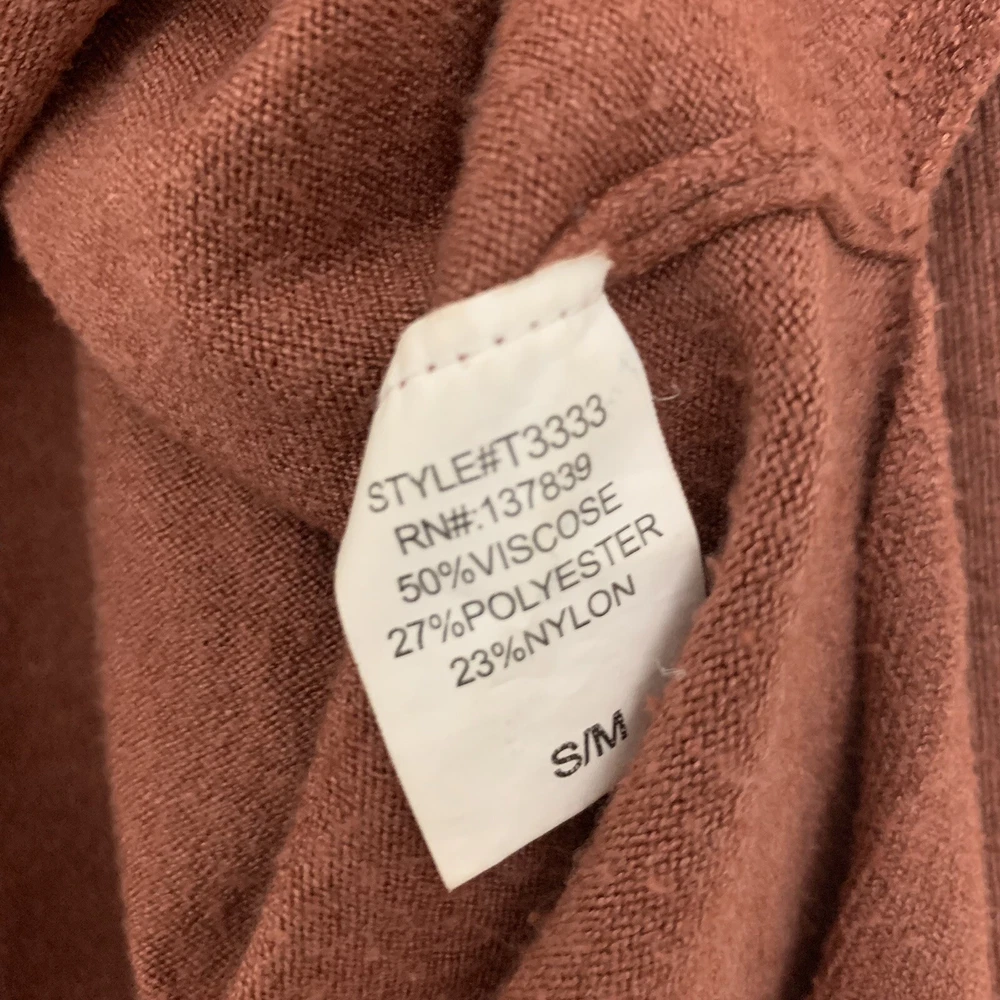 STYLE#T3333
RN#:137839
50%VISCOSE
27%POLYESTER
23%NYLON
S/M